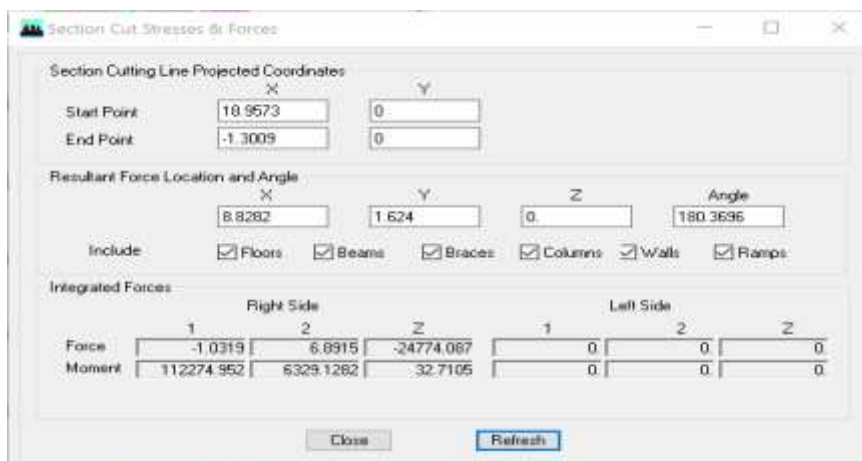 Section Cut Stresses & Forces
Section Cutting Line Projected Coordinates
X Y
Start Point 18.9573 0
End Point -1.3009 0
Resultant Force Location and Angle
X Y Z Angle
8.8282 1.624 0. 180.3696
Include Floors Beams Braces Columns Walls Ramps
Integrated Forces
Right Side Left Side
1 2 Z 1 2 Z
Force -1.0319 6.8915 -24774.087 0. 0. 0.
Moment 112274.952 6329.1282 32.7105 0. 0. 0.
Close Refresh